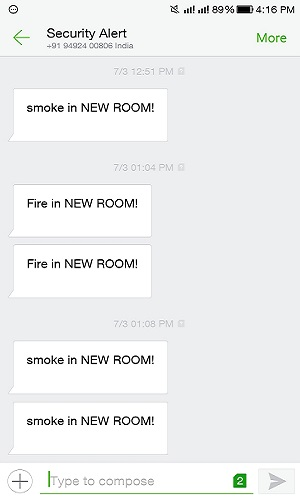 89% 4:16 PM
Security Alert
+91 94924 00806 India
More
7/3 12:51 PM
smoke in NEW ROOM!
7/3 01:04 PM
Fire in NEW ROOM!
Fire in NEW ROOM!
7/3 01:08 PM
smoke in NEW ROOM!
smoke in NEW ROOM!
Type to compose
2